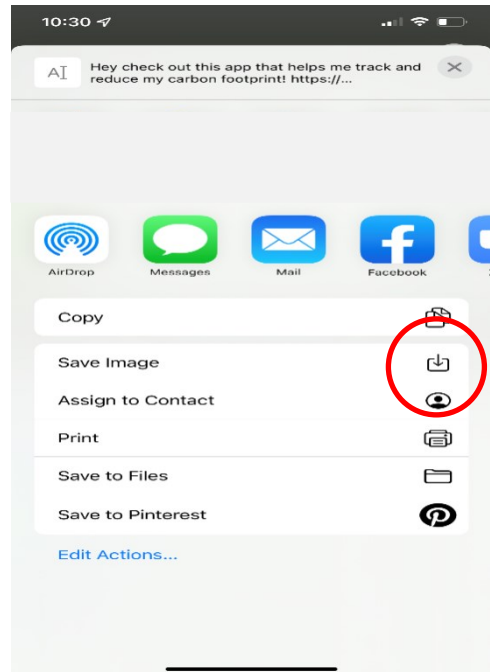 10:30
AI Hey check out this app that helps me track and
reduce my carbon footprint! https://...
AirDrop Messages Mail Facebook
Copy
Save Image
Assign to Contact
Print
Save to Files
Save to Pinterest
Edit Actions...